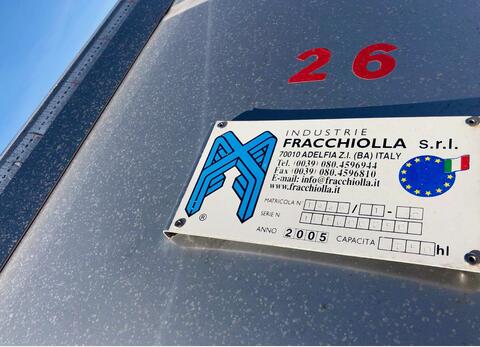 26
INDUSTRIE
FRACCHIOLLA s.r.l.
70010 ADELFIA Z.I. (BA) ITALY
Tel. (0039) 080.4596944
Fax (0039) 080.4596810
E-mail: info@fracchiolla.it
www.fracchiolla.it
®
MATRICOLA N°
SERIE N
ANNO 2005 CAPACITA hl